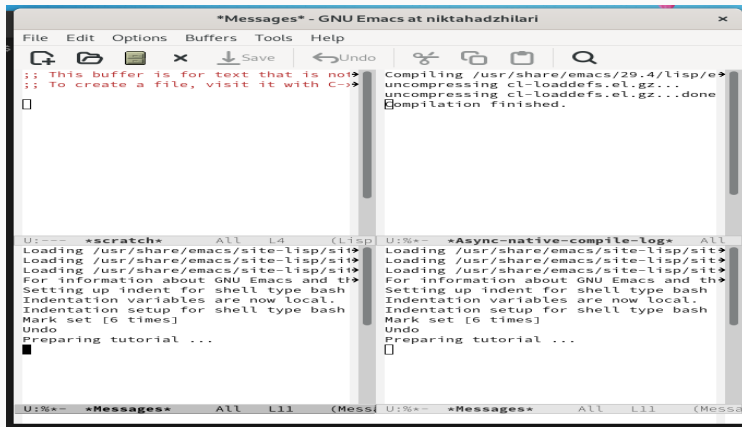 *Messages* - GNU Emacs at niktahadzhilari
File Edit Options Buffers Tools Help
Save Undo
;; This buffer is for text that is not
;; To create a file, visit it with C-x
U:--- *scratch* All L4 (Lisp
Compiling /usr/share/emacs/29.4/lisp/e
uncompressing cl-loaddefs.el.gz...
uncompressing cl-loaddefs.el.gz...done
Compilation finished.
U:%*- *Async-native-compile-log* All
Loading /usr/share/emacs/site-lisp/sit
Loading /usr/share/emacs/site-lisp/sit
Loading /usr/share/emacs/site-lisp/sit
For information about GNU Emacs and th
Setting up indent for shell type bash
Indentation variables are now local.
Indentation setup for shell type bash
Mark set [6 times]
Undo
Preparing tutorial ...
U:%*- *Messages* All L11 (Mess
Loading /usr/share/emacs/site-lisp/sit
Loading /usr/share/emacs/site-lisp/sit
Loading /usr/share/emacs/site-lisp/sit
For information about GNU Emacs and th
Setting up indent for shell type bash
Indentation variables are now local.
Indentation setup for shell type bash
Mark set [6 times]
Undo
Preparing tutorial ...
U:%*- *Messages* All L11 (Messa